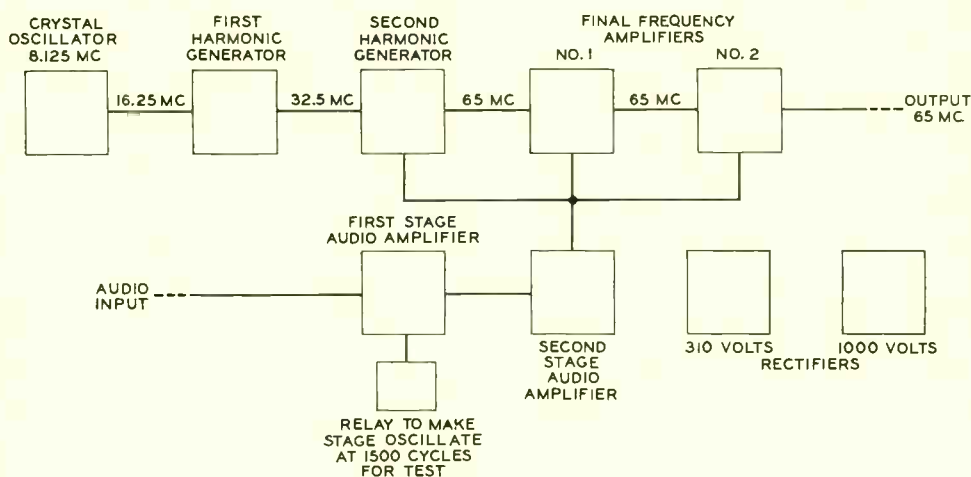 CRYSTAL
OSCILLATOR
8.125 MC
FIRST
HARMONIC
GENERATOR
SECOND
HARMONIC
GENERATOR
FINAL FREQUENCY
AMPLIFIERS
NO. 1
NO. 2
16.25 MC
32.5 MC
65 MC
65 MC
OUTPUT
65 MC
FIRST STAGE
AUDIO AMPLIFIER
AUDIO
INPUT
SECOND
STAGE
AUDIO
AMPLIFIER
310 VOLTS
1000 VOLTS
RECTIFIERS
RELAY TO MAKE
STAGE OSCILLATE
AT 1500 CYCLES
FOR TEST